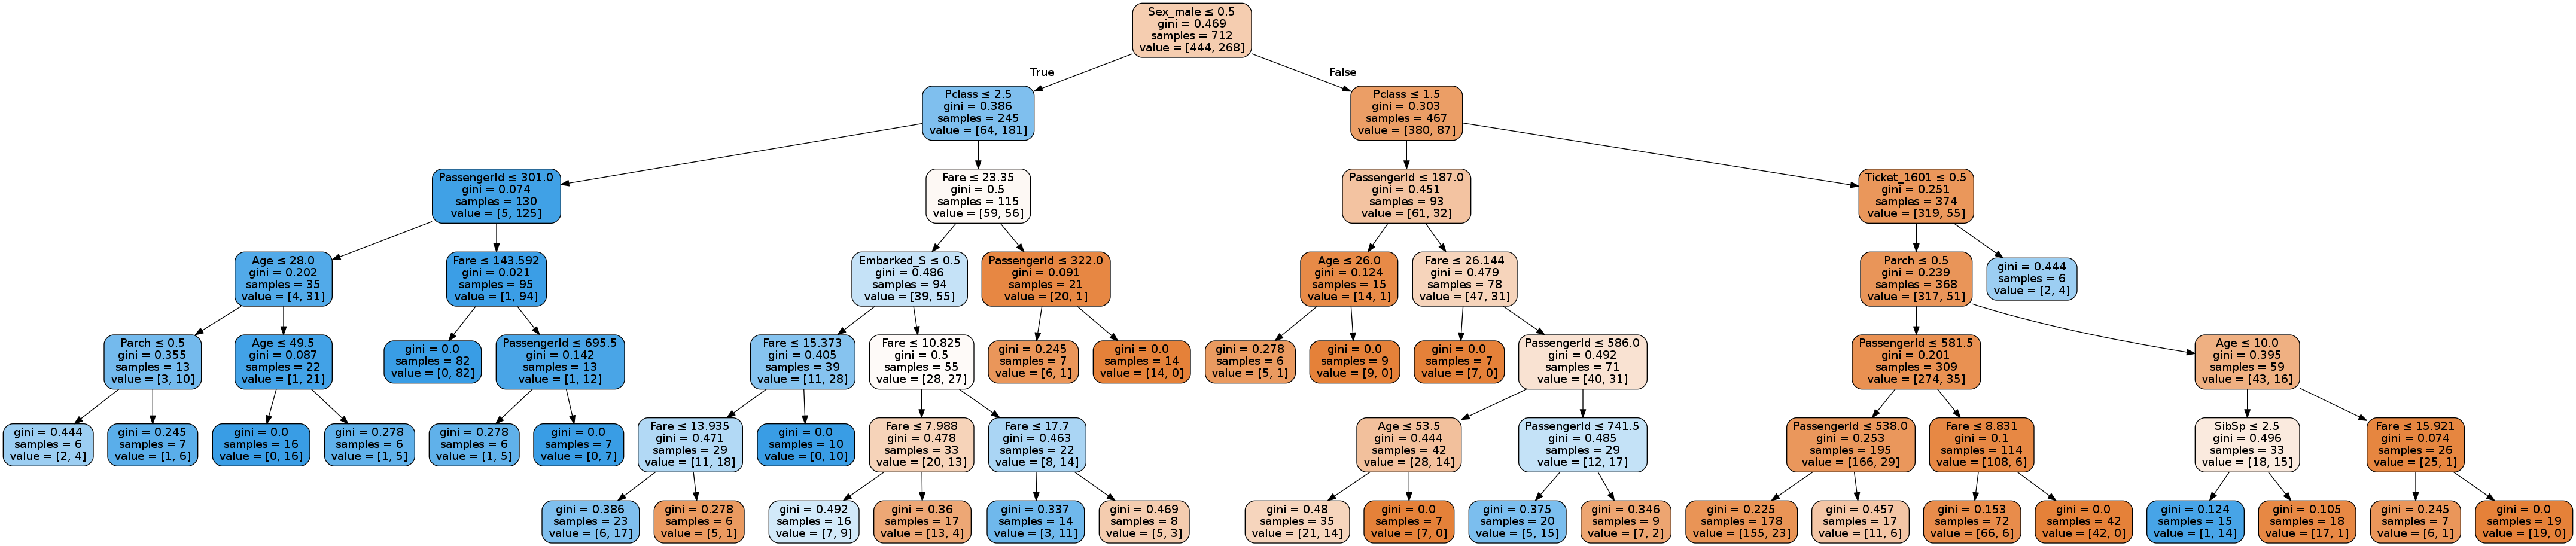 Sex_male ≤ 0.5
gini = 0.469
samples = 712
value = [444, 268]
True
False
Pclass ≤ 2.5
gini = 0.386
samples = 245
value = [64, 181]
Pclass ≤ 1.5
gini = 0.303
samples = 467
value = [380, 87]
PassengerId ≤ 301.0
gini = 0.074
samples = 130
value = [5, 125]
Fare ≤ 23.35
gini = 0.5
samples = 115
value = [59, 56]
PassengerId ≤ 187.0
gini = 0.451
samples = 93
value = [61, 32]
Ticket_1601 ≤ 0.5
gini = 0.251
samples = 374
value = [319, 55]
Age ≤ 28.0
gini = 0.202
samples = 35
value = [4, 31]
Fare ≤ 143.592
gini = 0.021
samples = 95
value = [1, 94]
Embarked_S ≤ 0.5
gini = 0.486
samples = 94
value = [39, 55]
PassengerId ≤ 322.0
gini = 0.091
samples = 21
value = [20, 1]
Age ≤ 26.0
gini = 0.124
samples = 15
value = [14, 1]
Fare ≤ 26.144
gini = 0.479
samples = 78
value = [47, 31]
Parch ≤ 0.5
gini = 0.239
samples = 368
value = [317, 51]
gini = 0.444
samples = 6
value = [2, 4]
Parch ≤ 0.5
gini = 0.355
samples = 13
value = [3, 10]
Age ≤ 49.5
gini = 0.087
samples = 22
value = [1, 21]
gini = 0.0
samples = 82
value = [0, 82]
PassengerId ≤ 695.5
gini = 0.142
samples = 13
value = [1, 12]
Fare ≤ 15.373
gini = 0.405
samples = 39
value = [11, 28]
Fare ≤ 10.825
gini = 0.5
samples = 55
value = [28, 27]
gini = 0.245
samples = 7
value = [6, 1]
gini = 0.0
samples = 14
value = [14, 0]
gini = 0.278
samples = 6
value = [5, 1]
gini = 0.0
samples = 9
value = [9, 0]
gini = 0.0
samples = 7
value = [7, 0]
PassengerId ≤ 586.0
gini = 0.492
samples = 71
value = [40, 31]
PassengerId ≤ 581.5
gini = 0.201
samples = 309
value = [274, 35]
Age ≤ 10.0
gini = 0.395
samples = 59
value = [43, 16]
gini = 0.444
samples = 6
value = [2, 4]
gini = 0.245
samples = 7
value = [1, 6]
gini = 0.0
samples = 16
value = [0, 16]
gini = 0.278
samples = 6
value = [1, 5]
gini = 0.278
samples = 6
value = [1, 5]
gini = 0.0
samples = 7
value = [0, 7]
Fare ≤ 13.935
gini = 0.471
samples = 29
value = [11, 18]
gini = 0.0
samples = 10
value = [0, 10]
Fare ≤ 7.988
gini = 0.478
samples = 33
value = [20, 13]
Fare ≤ 17.7
gini = 0.463
samples = 22
value = [8, 14]
Age ≤ 53.5
gini = 0.444
samples = 42
value = [28, 14]
PassengerId ≤ 741.5
gini = 0.485
samples = 29
value = [12, 17]
PassengerId ≤ 538.0
gini = 0.253
samples = 195
value = [166, 29]
Fare ≤ 8.831
gini = 0.1
samples = 114
value = [108, 6]
SibSp ≤ 2.5
gini = 0.496
samples = 33
value = [18, 15]
Fare ≤ 15.921
gini = 0.074
samples = 26
value = [25, 1]
gini = 0.386
samples = 23
value = [6, 17]
gini = 0.278
samples = 6
value = [5, 1]
gini = 0.492
samples = 16
value = [7, 9]
gini = 0.36
samples = 17
value = [13, 4]
gini = 0.337
samples = 14
value = [3, 11]
gini = 0.469
samples = 8
value = [5, 3]
gini = 0.48
samples = 35
value = [21, 14]
gini = 0.0
samples = 7
value = [7, 0]
gini = 0.375
samples = 20
value = [5, 15]
gini = 0.346
samples = 9
value = [7, 2]
gini = 0.225
samples = 178
value = [155, 23]
gini = 0.457
samples = 17
value = [11, 6]
gini = 0.153
samples = 72
value = [66, 6]
gini = 0.0
samples = 42
value = [42, 0]
gini = 0.124
samples = 15
value = [1, 14]
gini = 0.105
samples = 18
value = [17, 1]
gini = 0.245
samples = 7
value = [6, 1]
gini = 0.0
samples = 19
value = [19, 0]